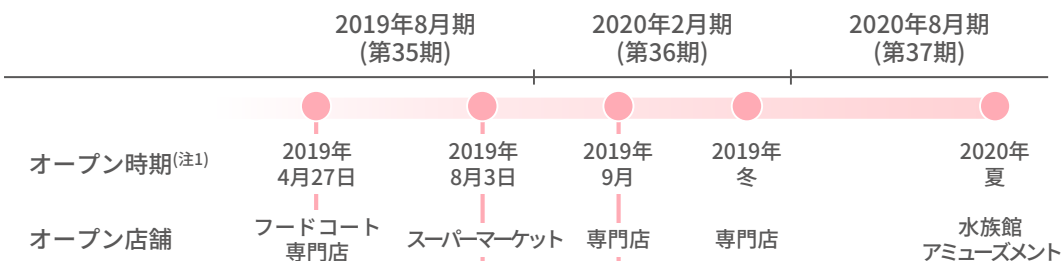 2019年8月期 2020年2月期 2020年8月期
(第35期) (第36期) (第37期)
オープン時期(注1)
2019年
4月27日
2019年
8月3日
2019年
9月
2019年
冬
2020年
夏
オープン店舗
フードコート
専門店
スーパーマーケット
専門店
専門店
水族館
アミューズメント